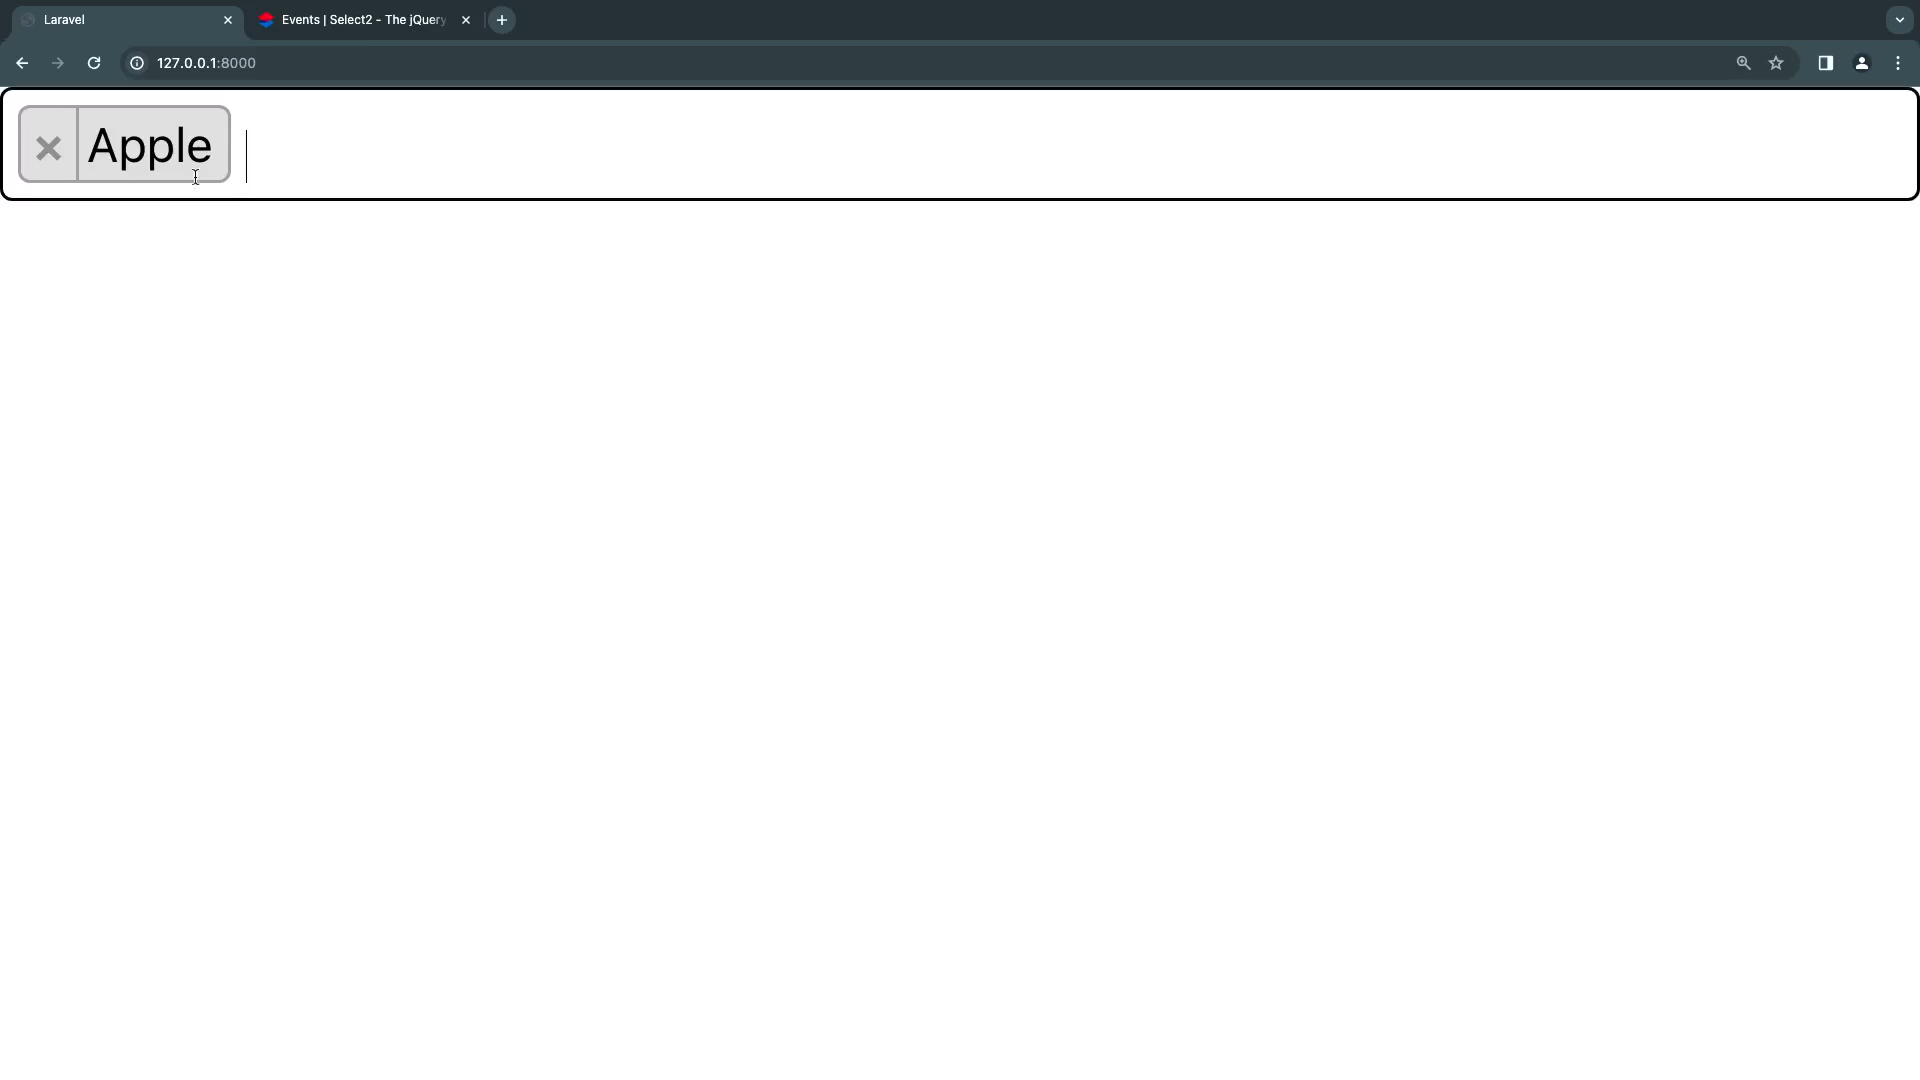 Laravel
Events | Select2 - The jQuery
127.0.0.1:8000
× Apple